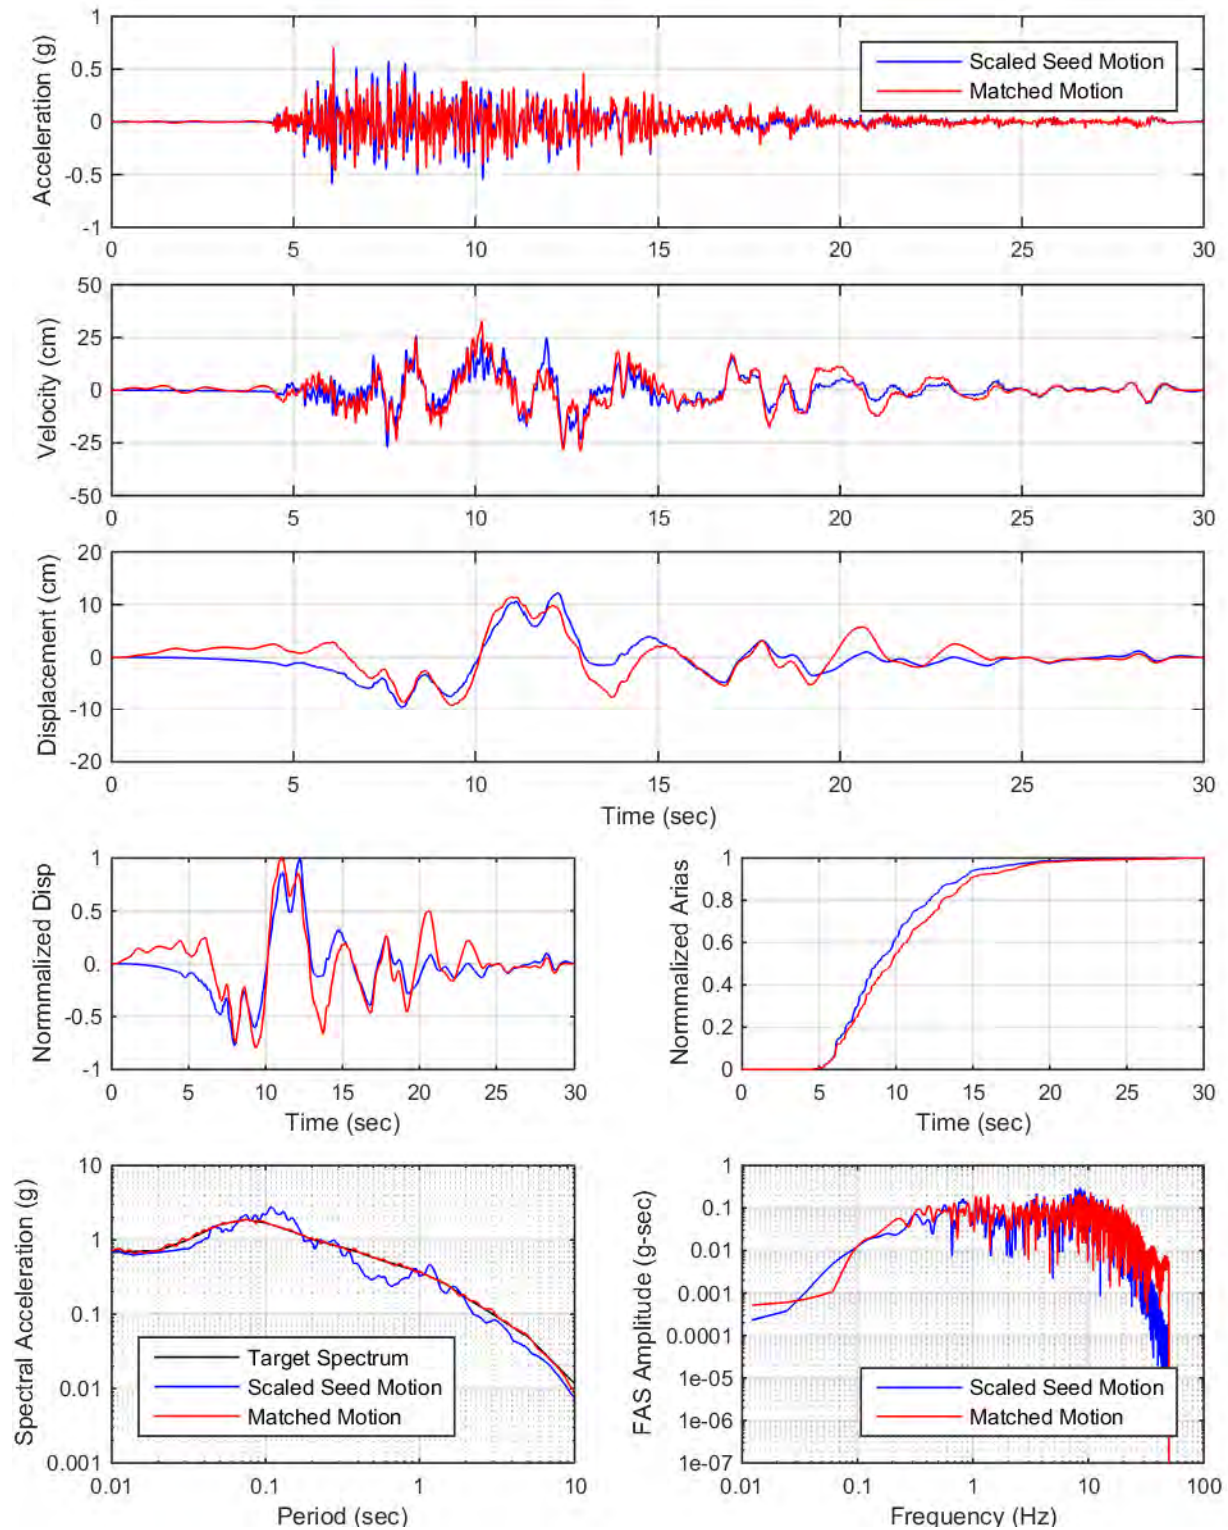 Acceleration (g)
1
0.5
0
-0.5
-1
Scaled Seed Motion
Matched Motion
0 5 10 15 20 25 30
Velocity (cm)
50
25
0
-25
-50
0 5 10 15 20 25 30
Displacement (cm)
20
10
0
-10
-20
0 5 10 15 20 25 30
Time (sec)
Normalized Disp
1
0.5
0.
-0.5
-1
0 5 10 15 20 25 30
Time (sec)
Normmalized Arias
1
0.8
0.6
0.4
0.2
0
0 5 10 15 20 25 30
Time (sec)
Spectral Acceleration (g)
10
1
0.1
0.01
0.001
Target Spectrum
Scaled Seed Motion
Matched Motion
0.01 0.1 1 10
Period (sec)
FAS Amplitude (g-sec)
1
0.1
0.01
0.001
0.0001
1e-05
1e-06
1e-07
Scaled Seed Motion
Matched Motion
0.01 0.1 1 10 100
Frequency (Hz)